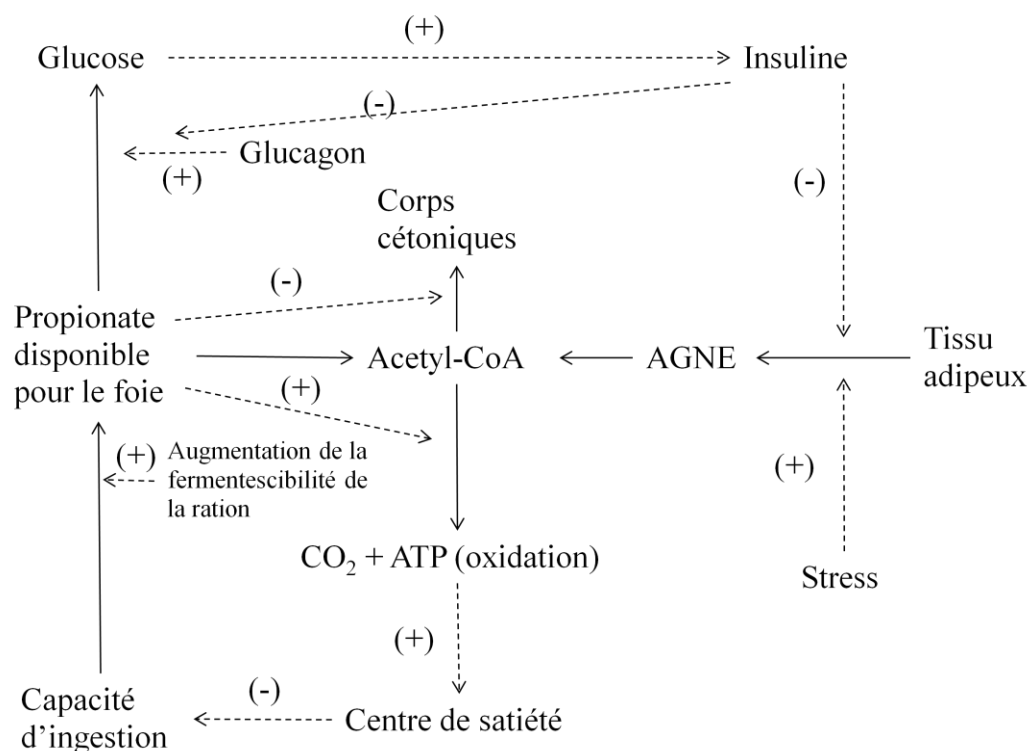 (+)
Glucose
Insuline
(-)
Glucagon
(+)
(-)
Corps
cétoniques
(-)
Propionate
disponible
pour le foie
Acetyl-CoA
AGNE
Tissu
adipeux
(+)
(+)
Augmentation de la
fermentescibilité de
la ration
(+)
CO₂ + ATP (oxidation)
Stress
(+)
(-)
Capacité
d’ingestion
Centre de satiété